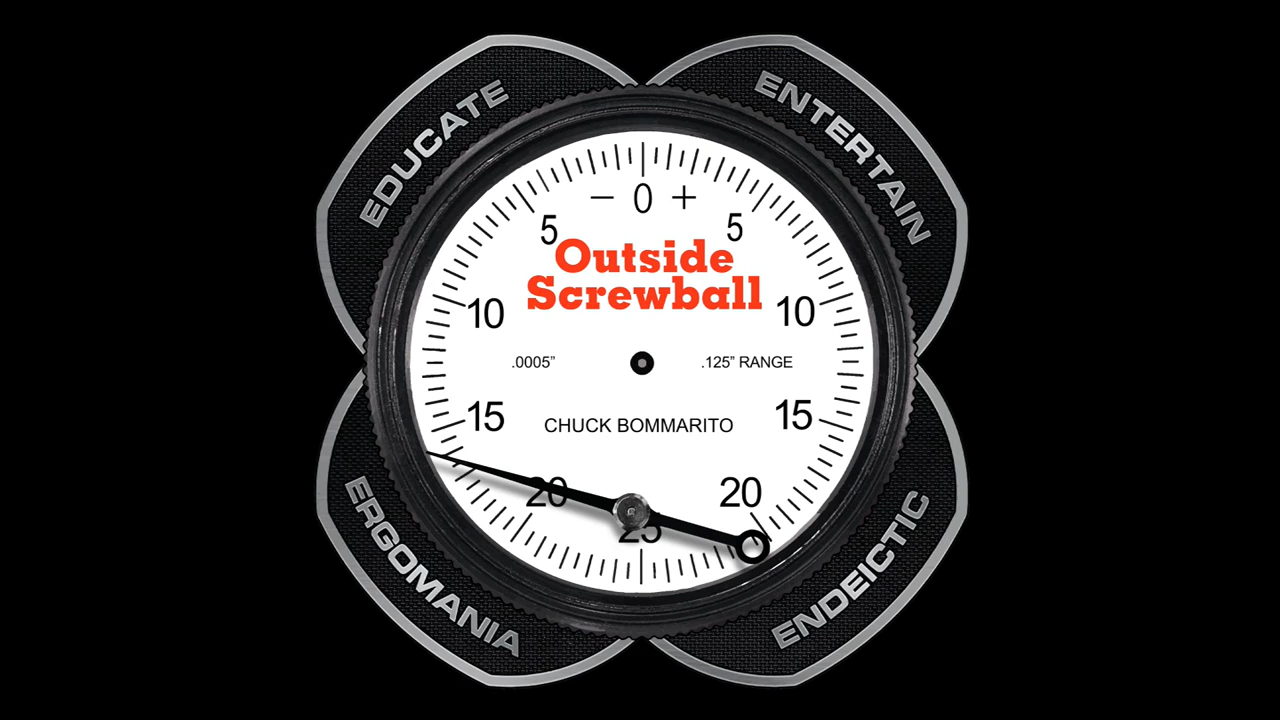 EDUCATE
ENTERTAIN
− 0 +
5 5
Outside
Screwball
10 10
.0005” .125” RANGE
15 15
CHUCK BOMMARITO
20 20
25
ERGOMANIA
ENDEICTIC